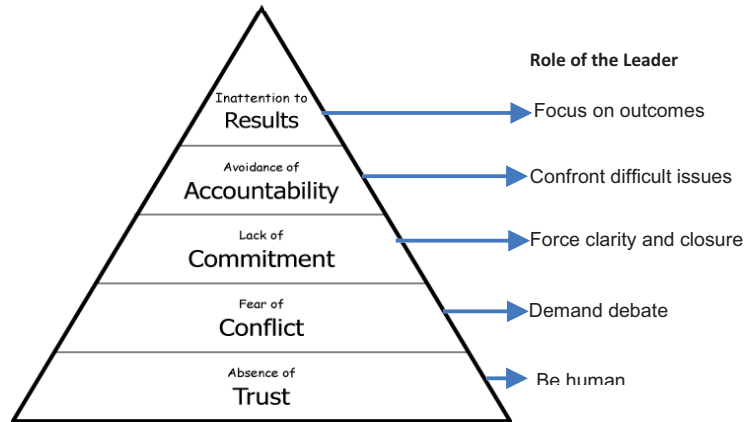 Role of the Leader
Inattention to
Results
Focus on outcomes
Avoidance of
Accountability
Confront difficult issues
Lack of
Commitment
Force clarity and closure
Fear of
Conflict
Demand debate
Absence of
Trust
Be human